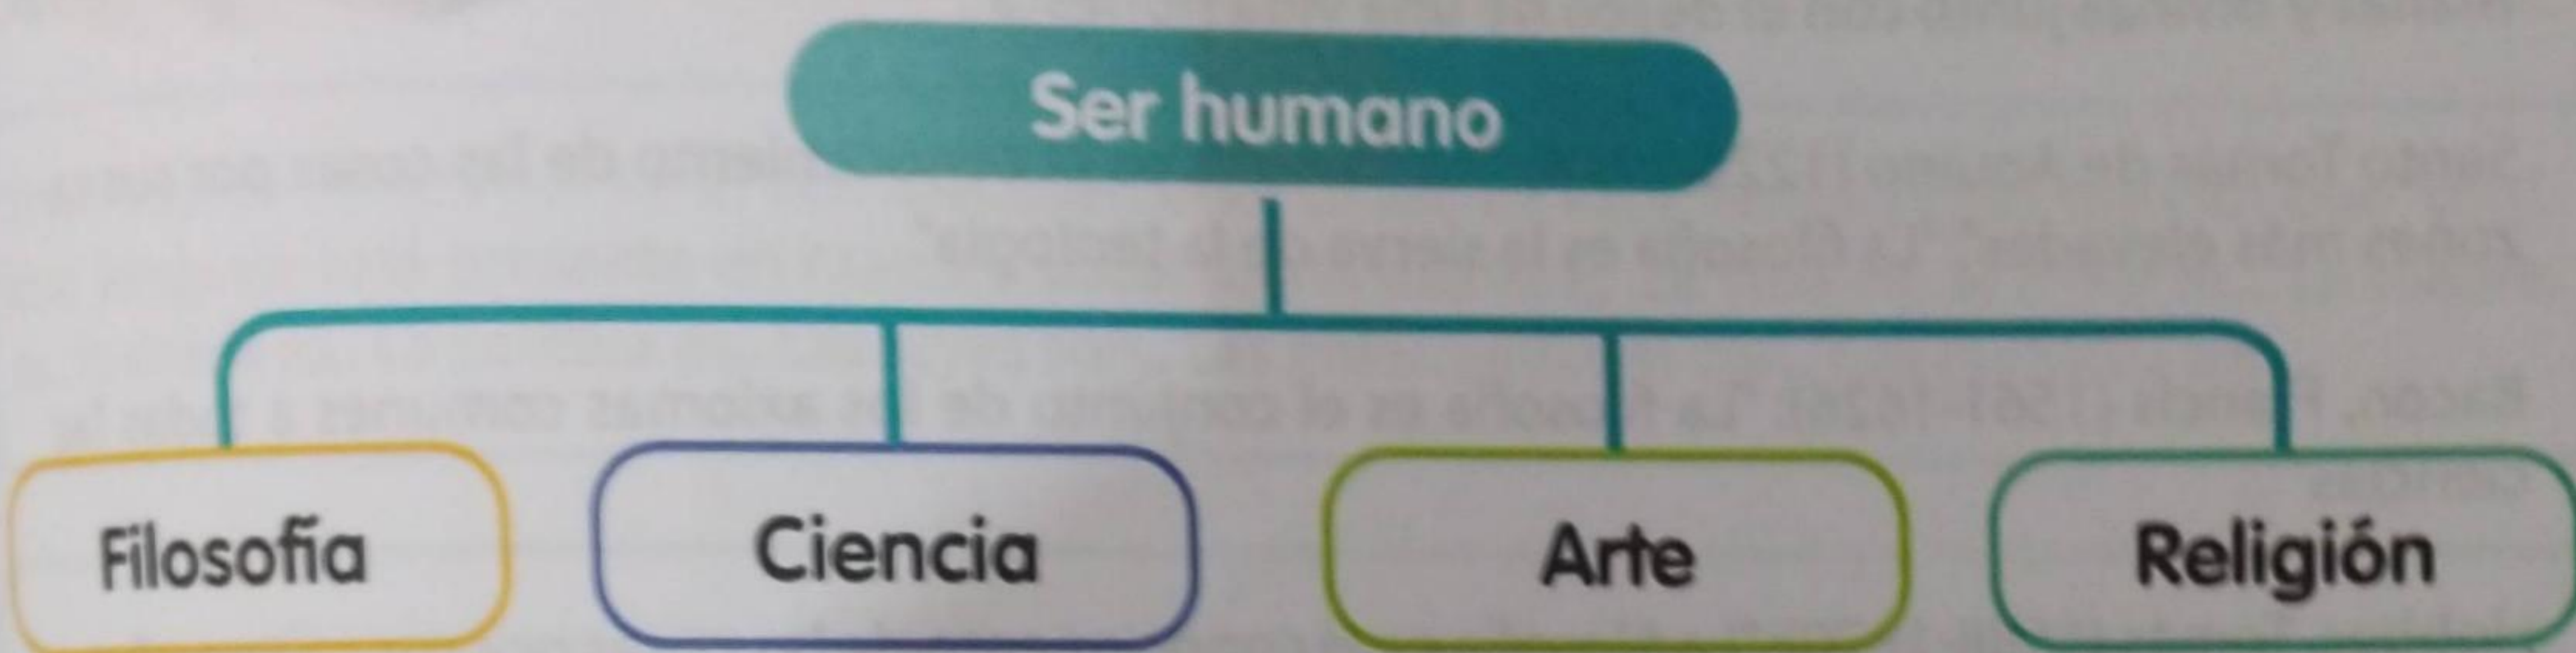 Ser humano
Filosofía
Ciencia
Arte
Religión